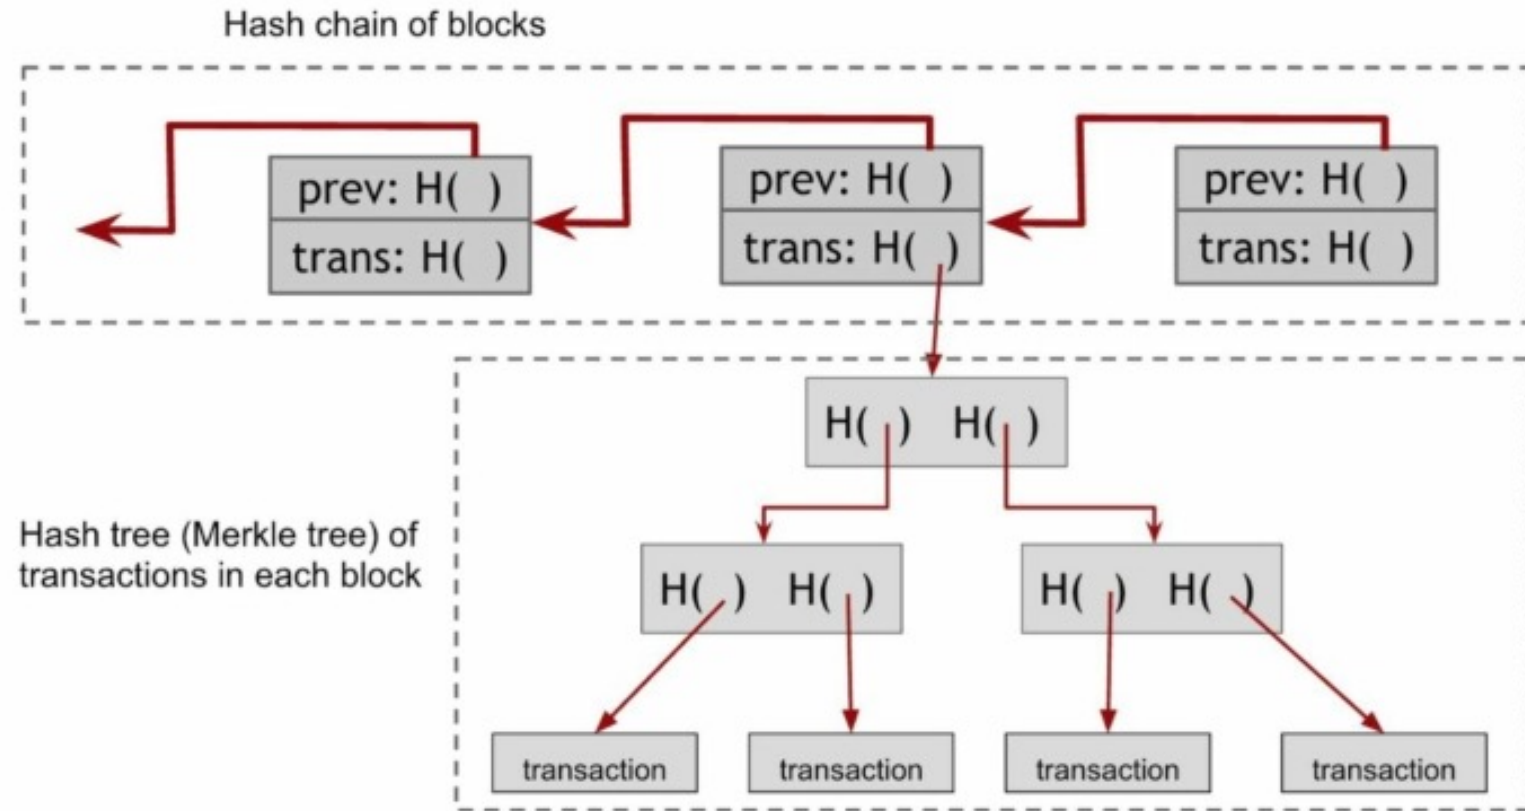 Hash chain of blocks
prev: H( )
trans: H( )
prev: H( )
trans: H( )
prev: H( )
trans: H( )
H( ) H( )
Hash tree (Merkle tree) of
transactions in each block
H( ) H( )
H( ) H( )
transaction
transaction
transaction
transaction